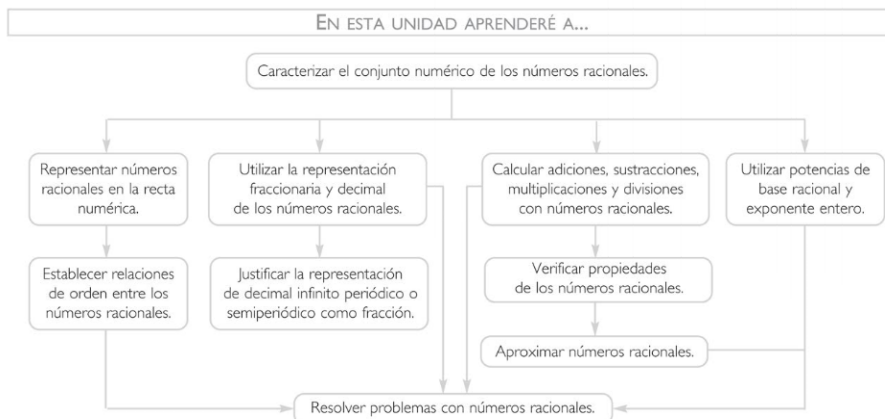 EN ESTA UNIDAD APRENDERÉ A...
Caracterizar el conjunto numérico de los números racionales.
Representar números
racionales en la recta
numérica.
Utilizar la representación
fraccionaria y decimal
de los números racionales.
Calcular adiciones, sustracciones,
multiplicaciones y divisiones
con números racionales.
Utilizar potencias de
base racional y
exponente entero.
Establecer relaciones
de orden entre los
números racionales.
Justificar la representación
de decimal infinito periódico o
semiperiódico como fracción.
Verificar propiedades
de los números racionales.
Aproximar números racionales.
Resolver problemas con números racionales.